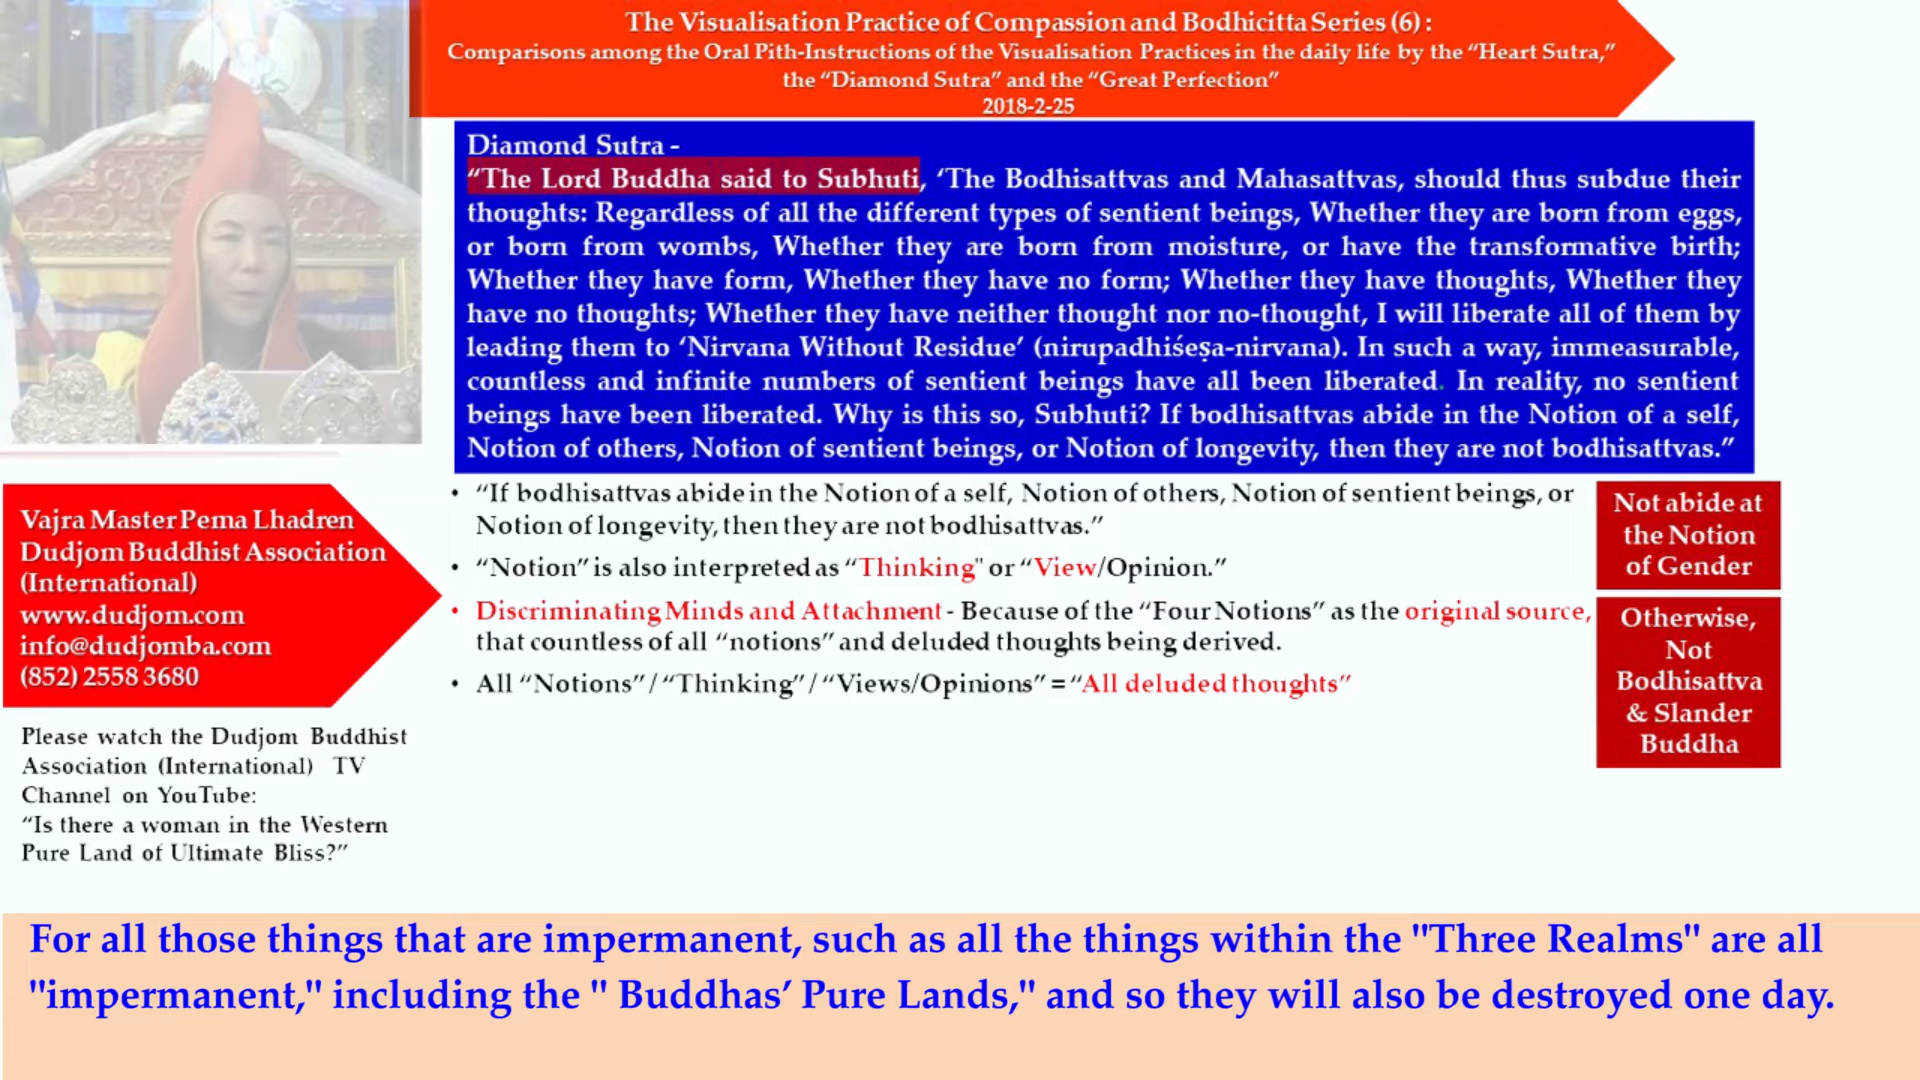 The Visualisation Practice of Compassion and Bodhicitta Series (6) :
Comparisons among the Oral Pith-Instructions of the Visualisation Practices in the daily life by the “Heart Sutra,”
the “Diamond Sutra” and the “Great Perfection”
2018-2-25
Diamond Sutra -
“The Lord Buddha said to Subhuti, ‘The Bodhisattvas and Mahasattvas, should thus subdue their
thoughts: Regardless of all the different types of sentient beings, Whether they are born from eggs,
or born from wombs, Whether they are born from moisture, or have the transformative birth;
Whether they have form, Whether they have no form; Whether they have thoughts, Whether they
have no thoughts; Whether they have neither thought nor no-thought, I will liberate all of them by
leading them to ‘Nirvana Without Residue’ (nirupadhiśeṣa-nirvana). In such a way, immeasurable,
countless and infinite numbers of sentient beings have all been liberated. In reality, no sentient
beings have been liberated. Why is this so, Subhuti? If bodhisattvas abide in the Notion of a self,
Notion of others, Notion of sentient beings, or Notion of longevity, then they are not bodhisattvas.”
• “If bodhisattvas abide in the Notion of a self, Notion of others, Notion of sentient beings, or
Notion of longevity, then they are not bodhisattvas.”
• “Notion” is also interpreted as “Thinking" or “View/Opinion.”
• Discriminating Minds and Attachment - Because of the “Four Notions” as the original source,
that countless of all “notions” and deluded thoughts being derived.
• All “Notions” / “Thinking” / “Views/Opinions” = “All deluded thoughts”
Not abide at
the Notion
of Gender
Otherwise,
Not
Bodhisattva
& Slander
Buddha
Vajra Master Pema Lhadren
Dudjom Buddhist Association
(International)
www.dudjom.com
info@dudjomba.com
(852) 2558 3680
Please watch the Dudjom Buddhist
Association (International) TV
Channel on YouTube:
“Is there a woman in the Western
Pure Land of Ultimate Bliss?”
For all those things that are impermanent, such as all the things within the "Three Realms" are all
"impermanent," including the " Buddhas’ Pure Lands," and so they will also be destroyed one day.